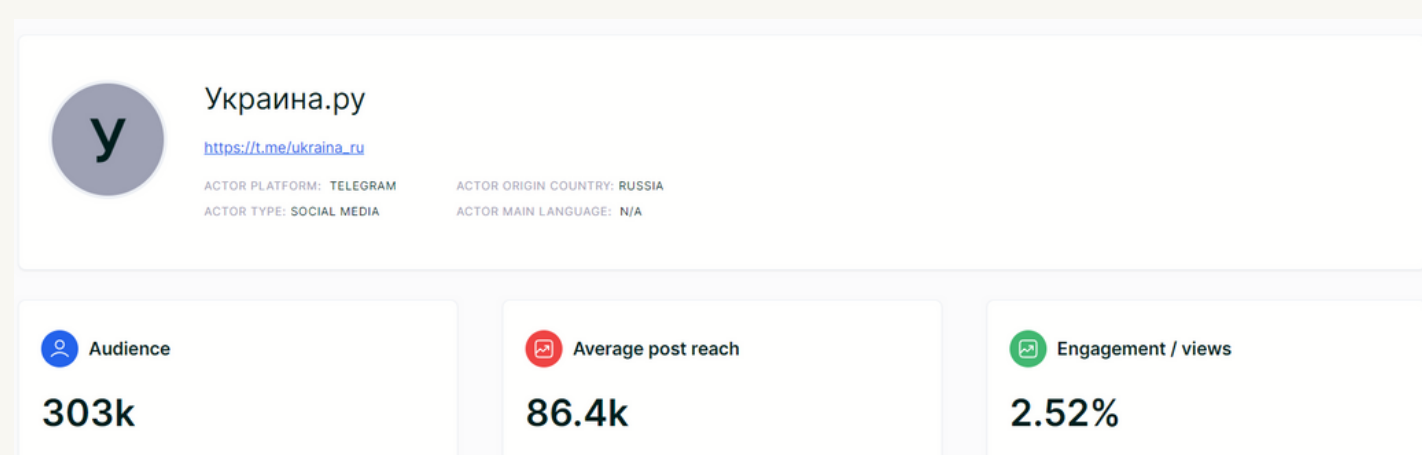 У
Украина.ру
https://t.me/ukraina_ru
ACTOR PLATFORM: TELEGRAM
ACTOR ORIGIN COUNTRY: RUSSIA
ACTOR TYPE: SOCIAL MEDIA
ACTOR MAIN LANGUAGE: N/A
Audience
303k
Average post reach
86.4k
Engagement / views
2.52%